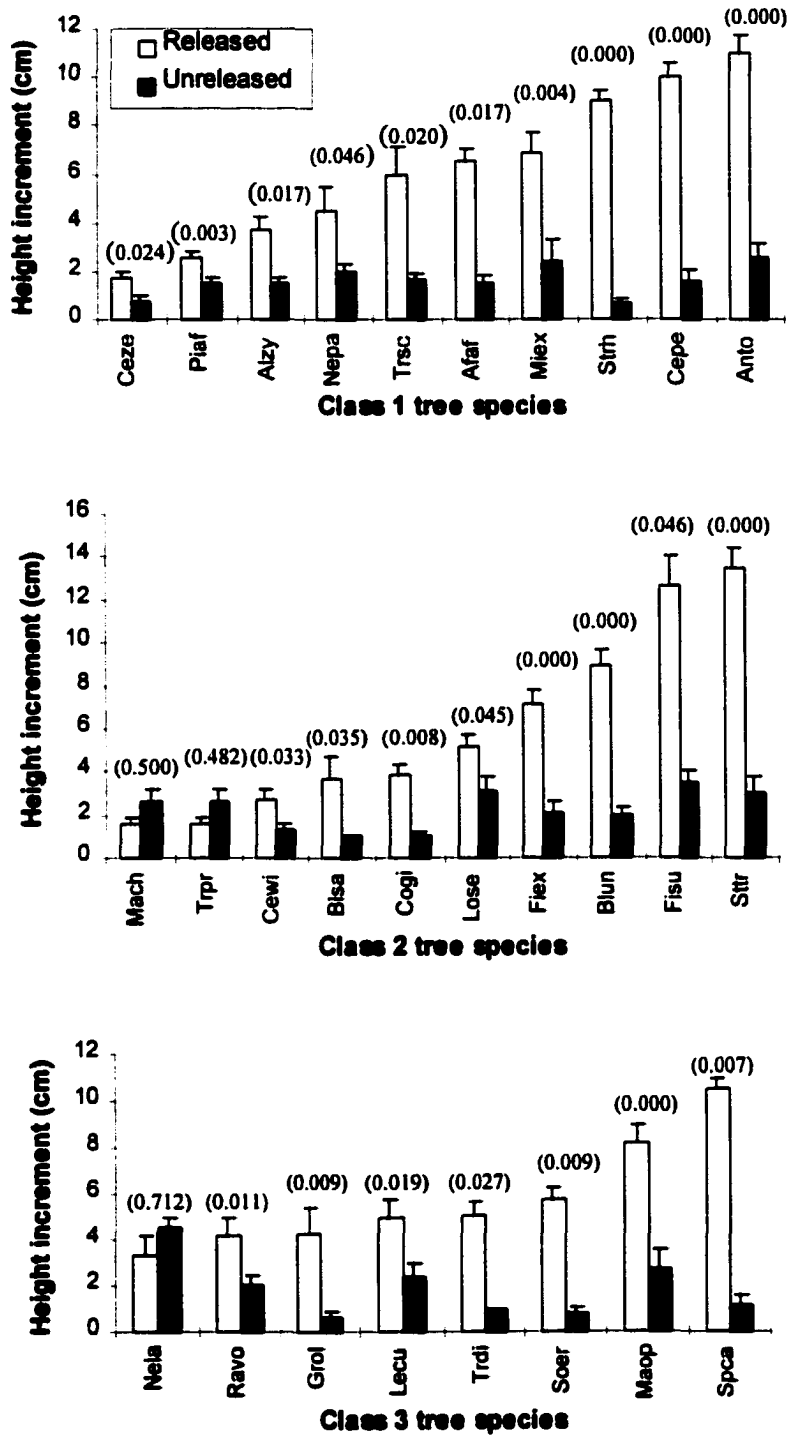 Released
Unreleased
Height increment (cm)
12
10
8
6
4
2
0
(0.024)
(0.003)
(0.017)
(0.046)
(0.020)
(0.017)
(0.004)
(0.000)
(0.000)
(0.000)
Ceze
Piaf
Alzy
Nepa
Trsc
Afaf
Miex
Strh
Cepe
Anto
Class 1 tree species
Height increment (cm)
16
14
12
10
8
6
4
2
0
(0.500)
(0.482)
(0.033)
(0.035)
(0.008)
(0.045)
(0.000)
(0.000)
(0.046)
(0.000)
Mach
Trpr
Cewi
Blsa
Cogi
Lose
Fiex
Blun
Fisu
Sttr
Class 2 tree species
Height increment (cm)
12
10
8
6
4
2
0
(0.712)
(0.011)
(0.009)
(0.019)
(0.027)
(0.009)
(0.000)
(0.007)
Nela
Ravo
Grol
Lecu
Trdi
Soer
Maop
Spca
Class 3 tree species